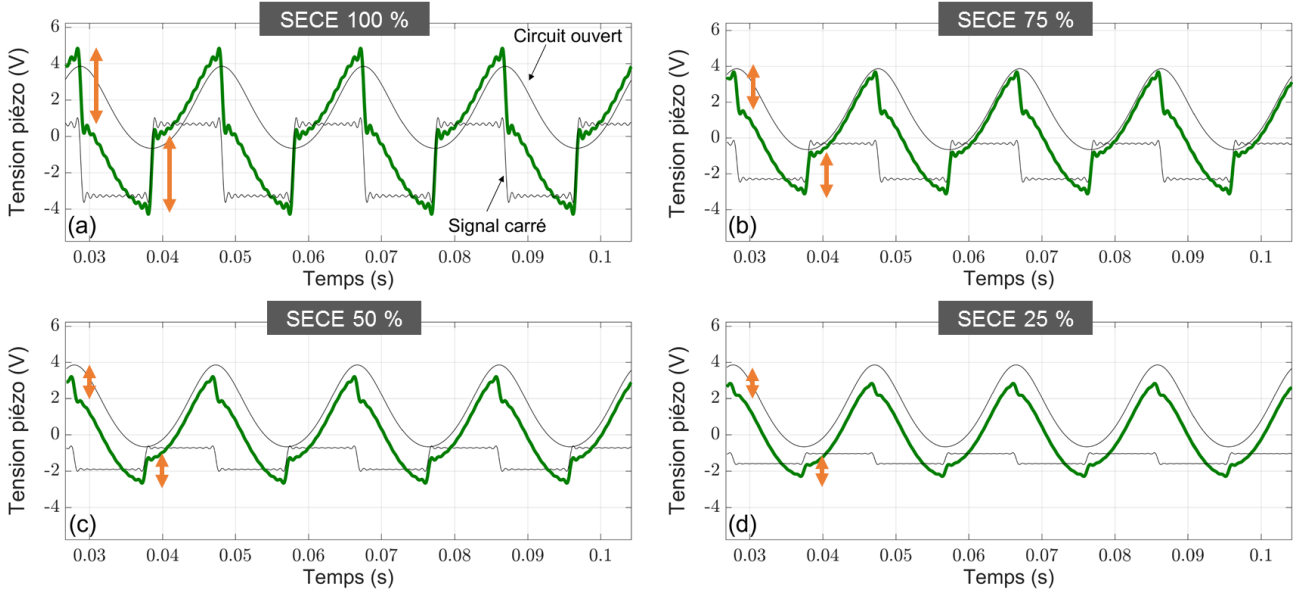 SECE 100 %
Tension piézo (V)
6
4
2
0
-2
-4
Circuit ouvert
Signal carré
(a)
0.03 0.04 0.05 0.06 0.07 0.08 0.09 0.1
Temps (s)
SECE 75 %
Tension piézo (V)
6
4
2
0
-2
-4
(b)
0.03 0.04 0.05 0.06 0.07 0.08 0.09 0.1
Temps (s)
SECE 50 %
Tension piézo (V)
6
4
2
0
-2
-4
(c)
0.03 0.04 0.05 0.06 0.07 0.08 0.09 0.1
Temps (s)
SECE 25 %
Tension piézo (V)
6
4
2
0
-2
-4
(d)
0.03 0.04 0.05 0.06 0.07 0.08 0.09 0.1
Temps (s)